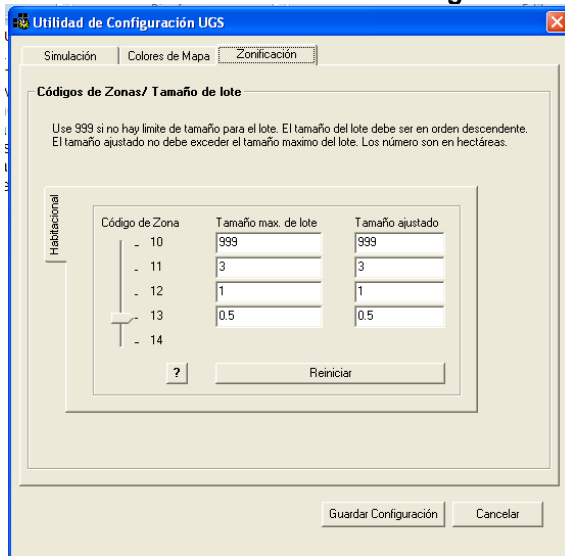 Utilidad de Configuración UGS
Simulación Colores de Mapa Zonificación
Códigos de Zonas/ Tamaño de lote
Use 999 si no hay limite de tamaño para el lote. El tamaño del lote debe ser en orden descendente.
El tamaño ajustado no debe exceder el tamaño maximo del lote. Los número son en hectáreas.
Habitacional
Código de Zona Tamaño max. de lote Tamaño ajustado
10 999 999
11 3 3
12 1 1
13 0.5 0.5
14
? Reiniciar
Guardar Configuración Cancelar